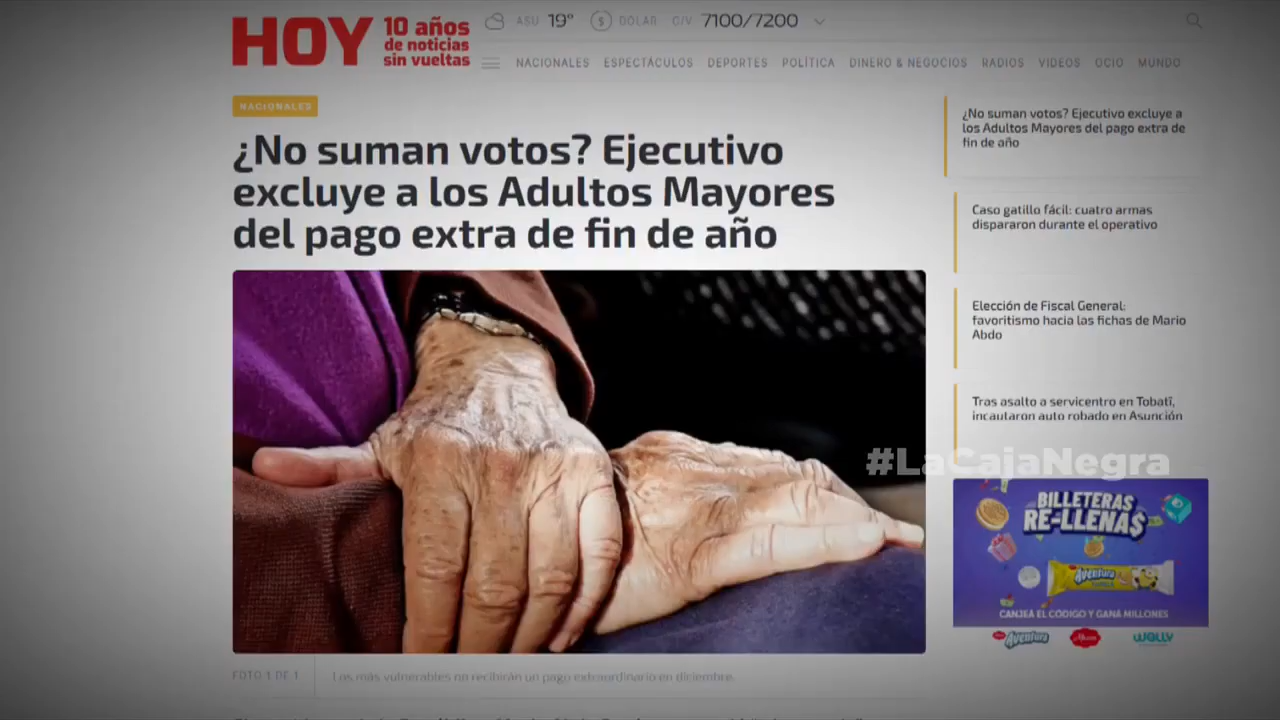 HOY
10 años
de noticias
sin vueltas
ASU 19° $ DÓLAR C/V 7100/7200
NACIONALES ESPECTÁCULOS DEPORTES POLÍTICA DINERO & NEGOCIOS RADIOS VIDEOS OCIO MUNDO
NACIONALES
¿No suman votos? Ejecutivo
excluye a los Adultos Mayores
del pago extra de fin de año
¿No suman votos? Ejecutivo excluye a
los Adultos Mayores del pago extra de
fin de año
Caso gatillo fácil: cuatro armas
dispararon durante el operativo
Elección de Fiscal General:
favoritismo hacia las fichas de Mario
Abdo
Tras asalto a servicentro en Tobatí,
incautaron auto robado en Asunción
#LaCajaNegra
BILLETERAS
RE-LLENA$
Aventura
CANJEA EL CÓDIGO Y GANÁ MILLONES
Aventura
WALLY
FOTO 1 DE 1
Los más vulnerables no recibirán un pago extraordinario en diciembre.